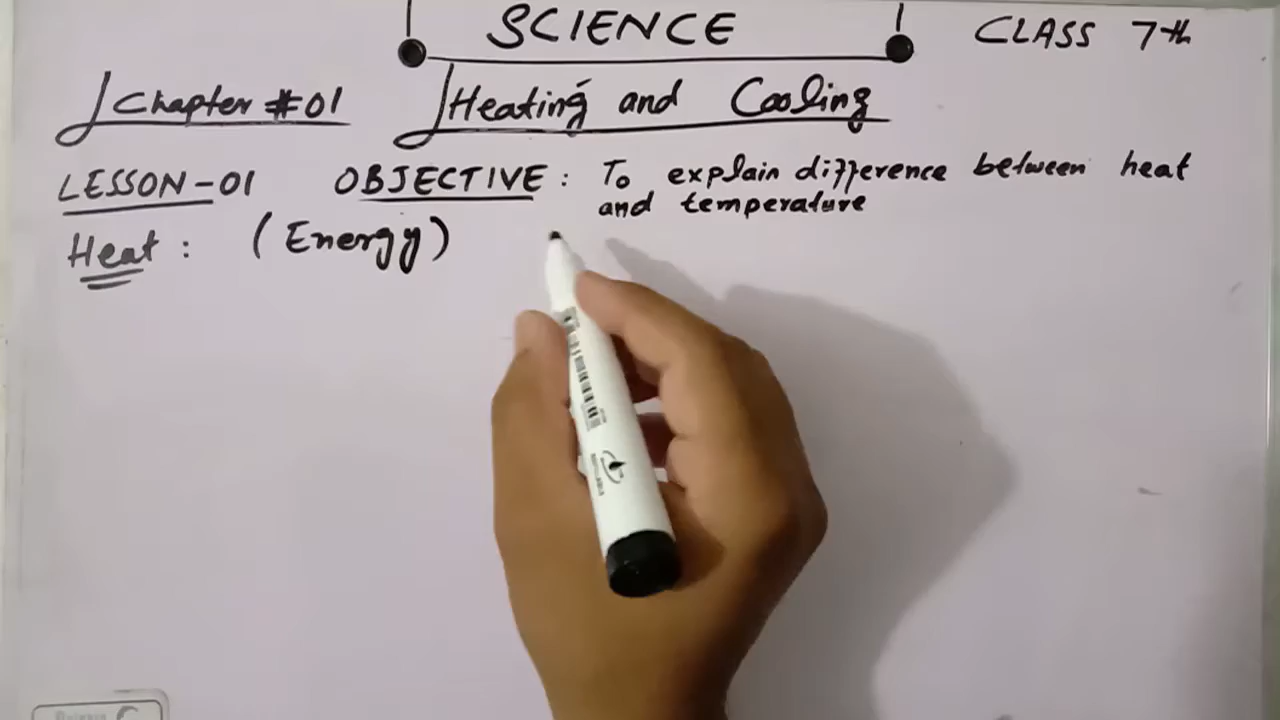 SCIENCE CLASS 7th
Chapter #01 Heating and Cooling
LESSON-01 OBJECTIVE: To explain difference between heat
and temperature
Heat: (Energy)